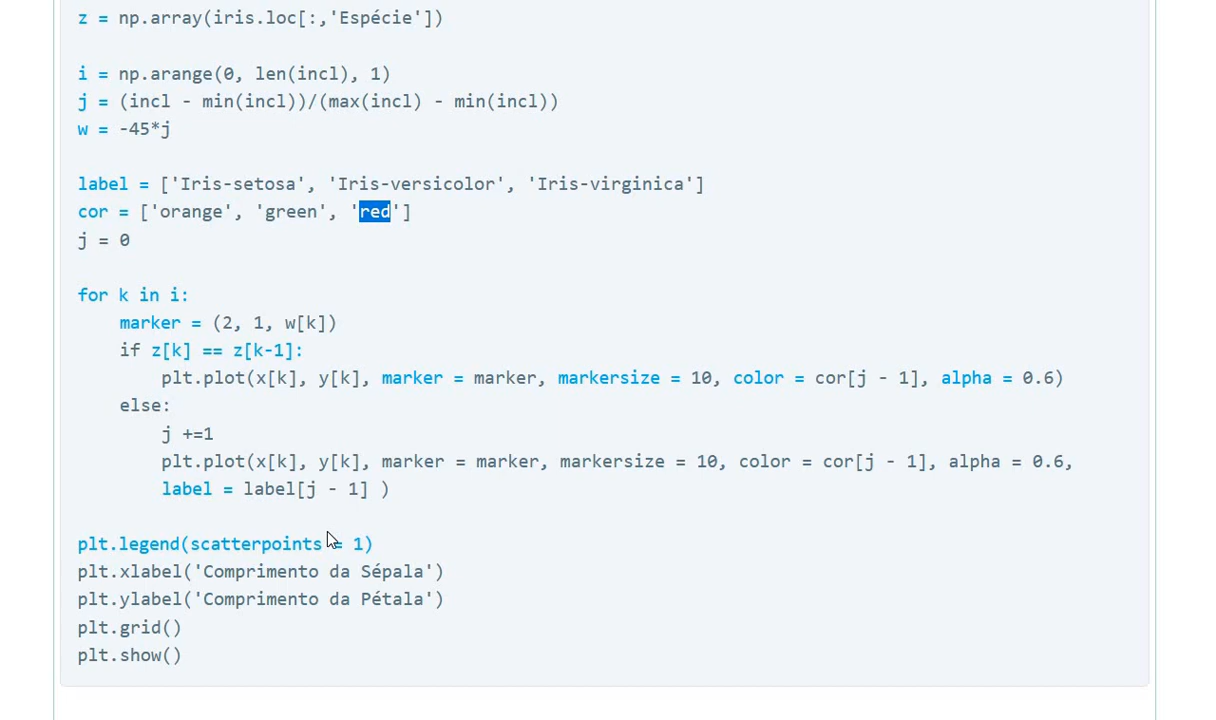 z = np.array(iris.loc[:,'Espécie'])
i = np.arange(0, len(incl), 1)
j = (incl - min(incl))/(max(incl) - min(incl))
w = -45*j
label = ['Iris-setosa', 'Iris-versicolor', 'Iris-virginica']
cor = ['orange', 'green', 'red']
j = 0
for k in i:
    marker = (2, 1, w[k])
    if z[k] == z[k-1]:
        plt.plot(x[k], y[k], marker = marker, markersize = 10, color = cor[j - 1], alpha = 0.6)
    else:
        j +=1
        plt.plot(x[k], y[k], marker = marker, markersize = 10, color = cor[j - 1], alpha = 0.6,
        label = label[j - 1] )
plt.legend(scatterpoints = 1)
plt.xlabel('Comprimento da Sépala')
plt.ylabel('Comprimento da Pétala')
plt.grid()
plt.show()